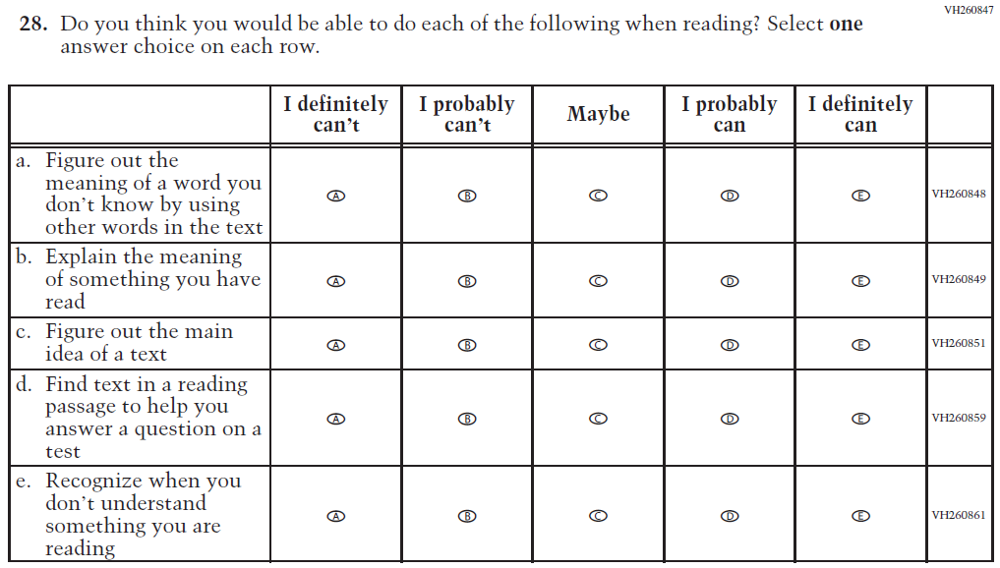 VH260847
28. Do you think you would be able to do each of the following when reading? Select one
answer choice on each row.
I definitely can't I probably can't Maybe I probably can I definitely can
a. Figure out the
meaning of a word you
don't know by using
other words in the text
Ⓐ Ⓑ Ⓒ Ⓓ Ⓔ VH260848
b. Explain the meaning
of something you have
read
Ⓐ Ⓑ Ⓒ Ⓓ Ⓔ VH260849
c. Figure out the main
idea of a text
Ⓐ Ⓑ Ⓒ Ⓓ Ⓔ VH260851
d. Find text in a reading
passage to help you
answer a question on a
test
Ⓐ Ⓑ Ⓒ Ⓓ Ⓔ VH260859
e. Recognize when you
don't understand
something you are
reading
Ⓐ Ⓑ Ⓒ Ⓓ Ⓔ VH260861